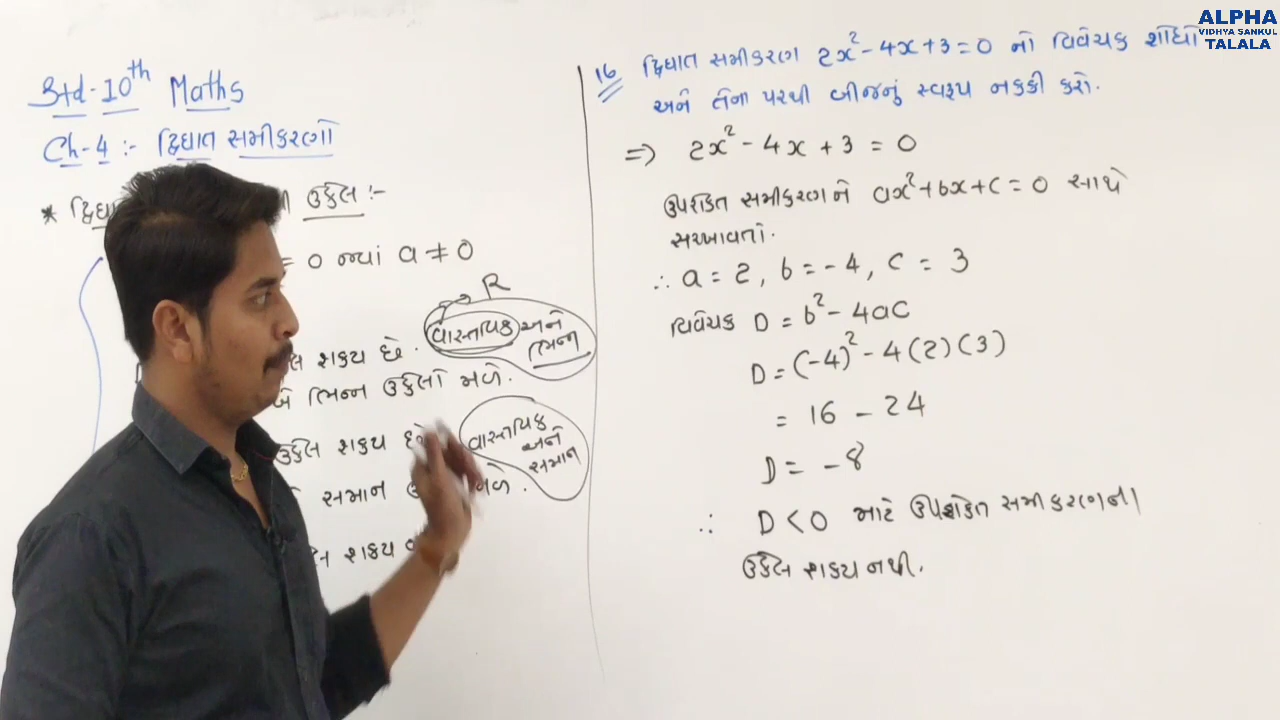 ALPHA
VIDHYA SANKUL
TALALA
Std-10th Maths
Ch-4 :- દ્વિઘાત સમીકરણો
* ઉકેલ :-
= 0 જ્યાં a ≠ 0
શક્ય છે.
વાસ્તવિક અને
ભિન્ન
R
ભિન્ન ઉકેલો મળે.
ઉકેલ શક્ય
વાસ્તવિક
અને
સમાન
સમાન મળે.
શક્ય
16 દ્વિઘાત સમીકરણ 2x² - 4x + 3 = 0 નો વિવેચક શોધો
અને તેના પરથી બીજનું સ્વરૂપ નક્કી કરો.
⇒ 2x² - 4x + 3 = 0
ઉપરોક્ત સમીકરણને ax² + bx + c = 0 સાથે
સરખાવતાં.
∴ a = 2, b = -4, c = 3
વિવેચક D = b² - 4ac
D = (-4)² - 4(2)(3)
= 16 - 24
D = -8
∴ D < 0 માટે ઉપરોક્ત સમીકરણના
ઉકેલ શક્ય નથી.